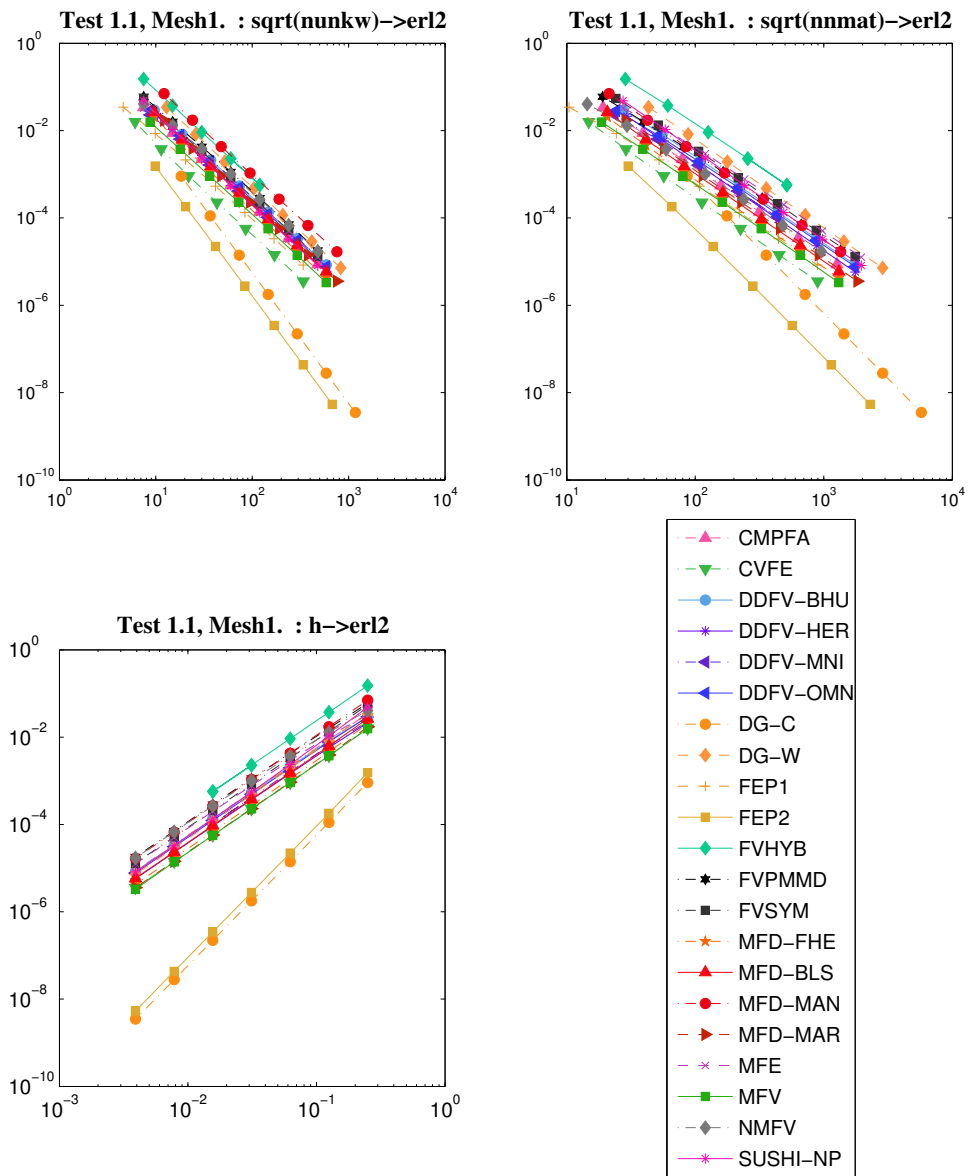 Test 1.1, Mesh1. : sqrt(nunkw)−>erl2
10^0
10^−2
10^−4
10^−6
10^−8
10^−10
10^0 10^1 10^2 10^3 10^4
Test 1.1, Mesh1. : sqrt(nnmat)−>erl2
10^0
10^−2
10^−4
10^−6
10^−8
10^−10
10^1 10^2 10^3 10^4
Test 1.1, Mesh1. : h−>erl2
10^0
10^−2
10^−4
10^−6
10^−8
10^−10
10^−3 10^−2 10^−1 10^0
CMPFA
CVFE
DDFV−BHU
DDFV−HER
DDFV−MNI
DDFV−OMN
DG−C
DG−W
FEP1
FEP2
FVHYB
FVPMMD
FVSYM
MFD−FHE
MFD−BLS
MFD−MAN
MFD−MAR
MFE
MFV
NMFV
SUSHI−NP